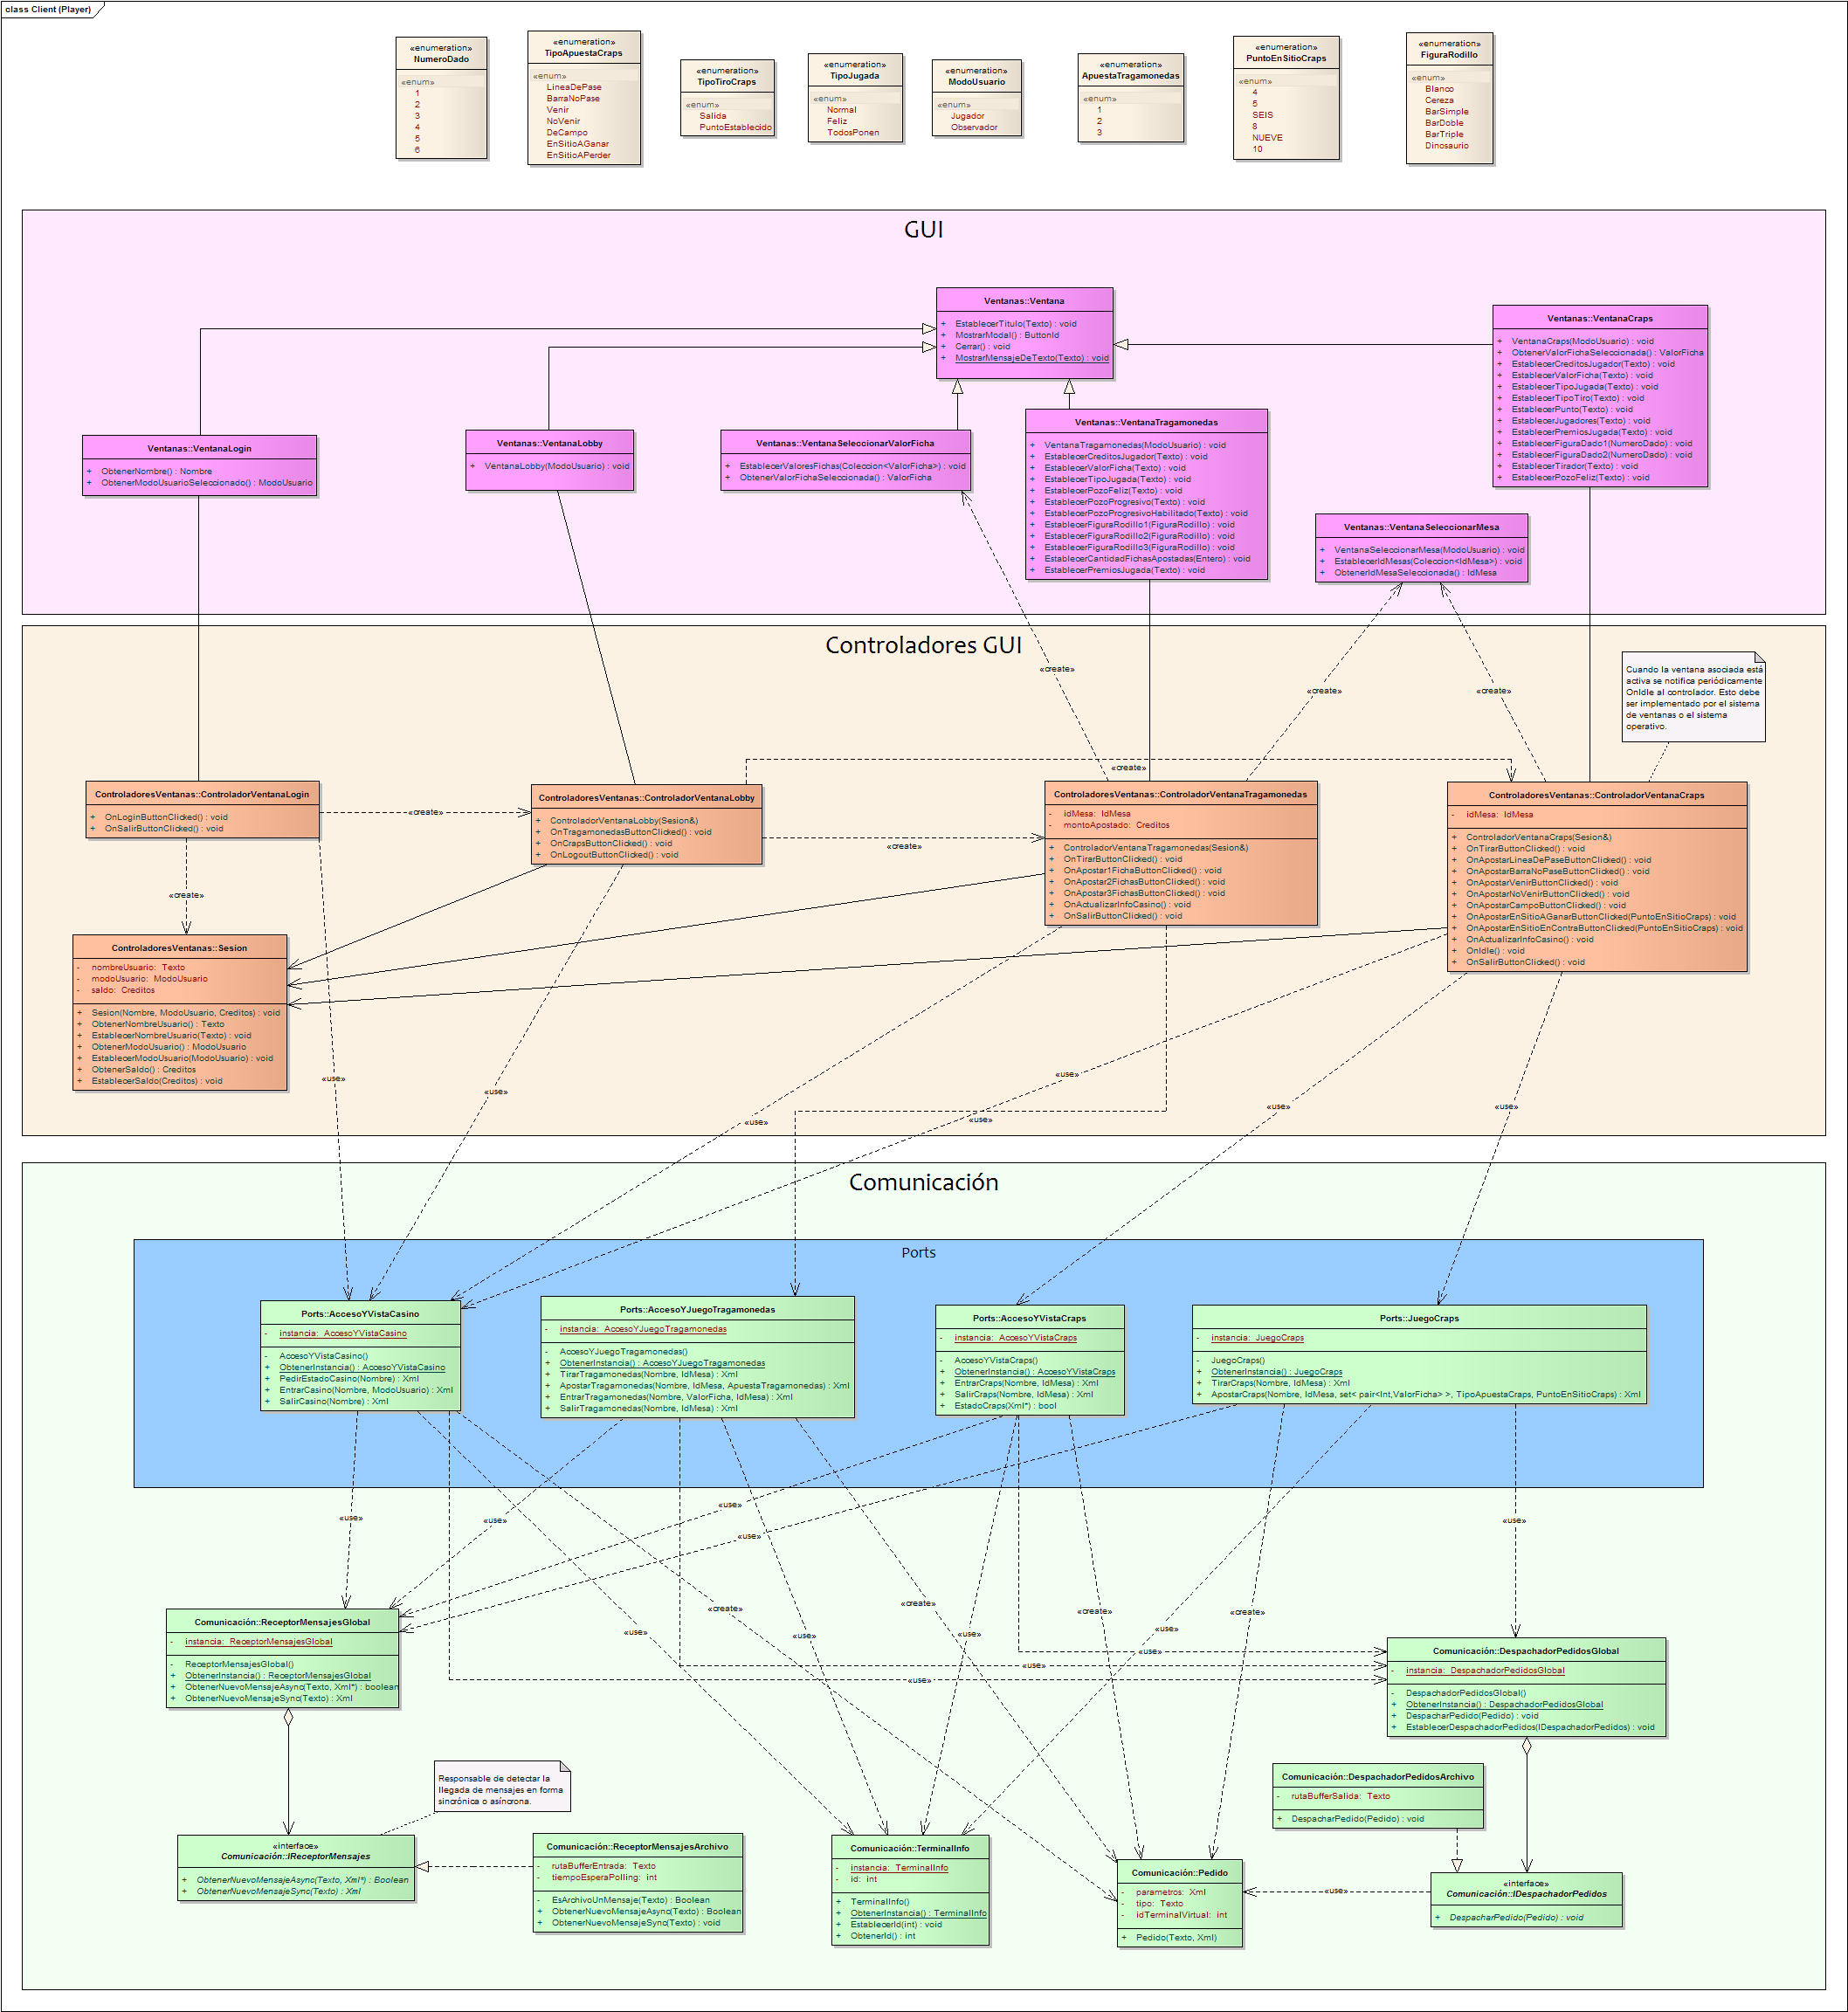 class Client (Player)
«enumeration»
NumeroDado
«enum»
1
2
3
4
5
6
«enumeration»
TipoApuestaCraps
«enum»
LineaDePase
BarraNoPase
Venir
NoVenir
DeCampo
EnSitioAGanar
EnSitioAPerder
«enumeration»
TipoTiroCraps
«enum»
Salida
PuntoEstablecido
«enumeration»
TipoJugada
«enum»
Normal
Feliz
TodosPonen
«enumeration»
ModoUsuario
«enum»
Jugador
Observador
«enumeration»
ApuestaTragamonedas
«enum»
1
2
3
«enumeration»
PuntoEnSitioCraps
«enum»
4
5
SEIS
8
NUEVE
10
«enumeration»
FiguraRodillo
«enum»
Blanco
Cereza
BarSimple
BarDoble
BarTriple
Dinosaurio
GUI
Ventanas::Ventana
+ EstablecerTitulo(Texto) : void
+ MostrarModal() : ButtonId
+ Cerrar() : void
+ MostrarMensajeDeTexto(Texto) : void
Ventanas::VentanaCraps
+ VentanaCraps(ModoUsuario) : void
+ ObtenerValorFichaSeleccionada() : ValorFicha
+ EstablecerCreditosJugador(Texto) : void
+ EstablecerValorFicha(Texto) : void
+ EstablecerTipoJugada(Texto) : void
+ EstablecerTipoTiro(Texto) : void
+ EstablecerPunto(Texto) : void
+ EstablecerJugadores(Texto) : void
+ EstablecerPremiosJugada(Texto) : void
+ EstablecerFiguraDado1(NumeroDado) : void
+ EstablecerFiguraDado2(NumeroDado) : void
+ EstablecerTirador(Texto) : void
+ EstablecerPozoFeliz(Texto) : void
Ventanas::VentanaLogin
+ ObtenerNombre() : Nombre
+ ObtenerModoUsuarioSeleccionado() : ModoUsuario
Ventanas::VentanaLobby
+ VentanaLobby(ModoUsuario) : void
Ventanas::VentanaSeleccionarValorFicha
+ EstablecerValoresFichas(Coleccion<ValorFicha>) : void
+ ObtenerValorFichaSeleccionada() : ValorFicha
Ventanas::VentanaTragamonedas
+ VentanaTragamonedas(ModoUsuario) : void
+ EstablecerCreditosJugador(Texto) : void
+ EstablecerValorFicha(Texto) : void
+ EstablecerTipoJugada(Texto) : void
+ EstablecerPozoFeliz(Texto) : void
+ EstablecerPozoProgresivo(Texto) : void
+ EstablecerPozoProgresivoHabilitado(Texto) : void
+ EstablecerFiguraRodillo1(FiguraRodillo) : void
+ EstablecerFiguraRodillo2(FiguraRodillo) : void
+ EstablecerFiguraRodillo3(FiguraRodillo) : void
+ EstablecerCantidadFichasApostadas(Entero) : void
+ EstablecerPremiosJugada(Texto) : void
Ventanas::VentanaSeleccionarMesa
+ VentanaSeleccionarMesa(ModoUsuario) : void
+ EstablecerIdMesas(Coleccion<IdMesa>) : void
+ ObtenerIdMesaSeleccionada() : IdMesa
Controladores GUI
«create»
«create»
«create»
Cuando la ventana asociada está
activa se notifica periódicamente
OnIdle al controlador. Esto debe
ser implementado por el sistema
de ventanas o el sistema
operativo.
«create»
ControladoresVentanas::ControladorVentanaLogin
+ OnLoginButtonClicked() : void
+ OnSalirButtonClicked() : void
«create»
ControladoresVentanas::ControladorVentanaLobby
+ ControladorVentanaLobby(Sesion&)
+ OnTragamonedasButtonClicked() : void
+ OnCrapsButtonClicked() : void
+ OnLogoutButtonClicked() : void
«create»
ControladoresVentanas::ControladorVentanaTragamonedas
- idMesa: IdMesa
- montoApostado: Creditos
+ ControladorVentanaTragamonedas(Sesion&)
+ OnTirarButtonClicked() : void
+ OnApostar1FichaButtonClicked() : void
+ OnApostar2FichasButtonClicked() : void
+ OnApostar3FichasButtonClicked() : void
+ OnActualizarInfoCasino() : void
+ OnSalirButtonClicked() : void
ControladoresVentanas::ControladorVentanaCraps
- idMesa: IdMesa
+ ControladorVentanaCraps(Sesion&)
+ OnTirarButtonClicked() : void
+ OnApostarLineaDePaseButtonClicked() : void
+ OnApostarBarraNoPaseButtonClicked() : void
+ OnApostarVenirButtonClicked() : void
+ OnApostarNoVenirButtonClicked() : void
+ OnApostarCampoButtonClicked() : void
+ OnApostarEnSitioAGanarButtonClicked(PuntoEnSitioCraps) : void
+ OnApostarEnSitioEnContraButtonClicked(PuntoEnSitioCraps) : void
+ OnActualizarInfoCasino() : void
+ OnIdle() : void
+ OnSalirButtonClicked() : void
«create»
ControladoresVentanas::Sesion
- nombreUsuario: Texto
- modoUsuario: ModoUsuario
- saldo: Creditos
+ Sesion(Nombre, ModoUsuario, Creditos) : void
+ ObtenerNombreUsuario() : Texto
+ EstablecerNombreUsuario(Texto) : void
+ ObtenerModoUsuario() : ModoUsuario
+ EstablecerModoUsuario(ModoUsuario) : void
+ ObtenerSaldo() : Creditos
+ EstablecerSaldo(Creditos) : void
«use»
«use»
«use»
«use»
«use»
«use»
«use»
Comunicación
Ports
Ports::AccesoYVistaCasino
- instancia: AccesoYVistaCasino
- AccesoYVistaCasino()
+ ObtenerInstancia() : AccesoYVistaCasino
+ PedirEstadoCasino(Nombre) : Xml
+ EntrarCasino(Nombre, ModoUsuario) : Xml
+ SalirCasino(Nombre) : Xml
Ports::AccesoYJuegoTragamonedas
- instancia: AccesoYJuegoTragamonedas
- AccesoYJuegoTragamonedas()
+ ObtenerInstancia() : AccesoYJuegoTragamonedas
+ TirarTragamonedas(Nombre, IdMesa) : Xml
+ ApostarTragamonedas(Nombre, IdMesa, ApuestaTragamonedas) : Xml
+ EntrarTragamonedas(Nombre, ValorFicha, IdMesa) : Xml
+ SalirTragamonedas(Nombre, IdMesa) : Xml
Ports::AccesoYVistaCraps
- instancia: AccesoYVistaCraps
- AccesoYVistaCraps()
+ ObtenerInstancia() : AccesoYVistaCraps
+ EntrarCraps(Nombre, IdMesa) : Xml
+ SalirCraps(Nombre, IdMesa) : Xml
+ EstadoCraps(Xml*) : bool
Ports::JuegoCraps
- instancia: JuegoCraps
- JuegoCraps()
+ ObtenerInstancia() : JuegoCraps
+ TirarCraps(Nombre, IdMesa) : Xml
+ ApostarCraps(Nombre, IdMesa, set< pair<Int,ValorFicha> >, TipoApuestaCraps, PuntoEnSitioCraps) : Xml
«use»
«use»
«use»
«use»
«use»
«create»
«create»
«create»
«create»
«use»
«use»
«use»
«use»
«use»
«use»
«use»
Comunicación::ReceptorMensajesGlobal
- instancia: ReceptorMensajesGlobal
- ReceptorMensajesGlobal()
+ ObtenerInstancia() : ReceptorMensajesGlobal
+ ObtenerNuevoMensajeAsync(Texto, Xml*) : boolean
+ ObtenerNuevoMensajeSync(Texto) : Xml
Comunicación::DespachadorPedidosGlobal
- instancia: DespachadorPedidosGlobal
- DespachadorPedidosGlobal()
+ ObtenerInstancia() : DespachadorPedidosGlobal
+ DespacharPedido(Pedido) : void
+ EstablecerDespachadorPedidos(IDespachadorPedidos) : void
Responsable de detectar la
llegada de mensajes en forma
sincrónica o asíncrona.
Comunicación::DespachadorPedidosArchivo
- rutaBufferSalida: Texto
+ DespacharPedido(Pedido) : void
«interface»
Comunicación::IReceptorMensajes
+ ObtenerNuevoMensajeAsync(Texto, Xml*) : Boolean
+ ObtenerNuevoMensajeSync(Texto) : Xml
Comunicación::ReceptorMensajesArchivo
- rutaBufferEntrada: Texto
- tiempoEsperaPolling: int
- EsArchivoUnMensaje(Texto) : Boolean
+ ObtenerNuevoMensajeAsync(Texto) : Boolean
+ ObtenerNuevoMensajeSync(Texto) : void
Comunicación::TerminalInfo
- instancia: TerminalInfo
- id: int
+ TerminalInfo()
+ ObtenerInstancia() : TerminalInfo
+ EstablecerId(int) : void
+ ObtenerId() : int
Comunicación::Pedido
- parametros: Xml
- tipo: Texto
- idTerminalVirtual: int
+ Pedido(Texto, Xml)
«use»
«interface»
Comunicación::IDespachadorPedidos
+ DespacharPedido(Pedido) : void